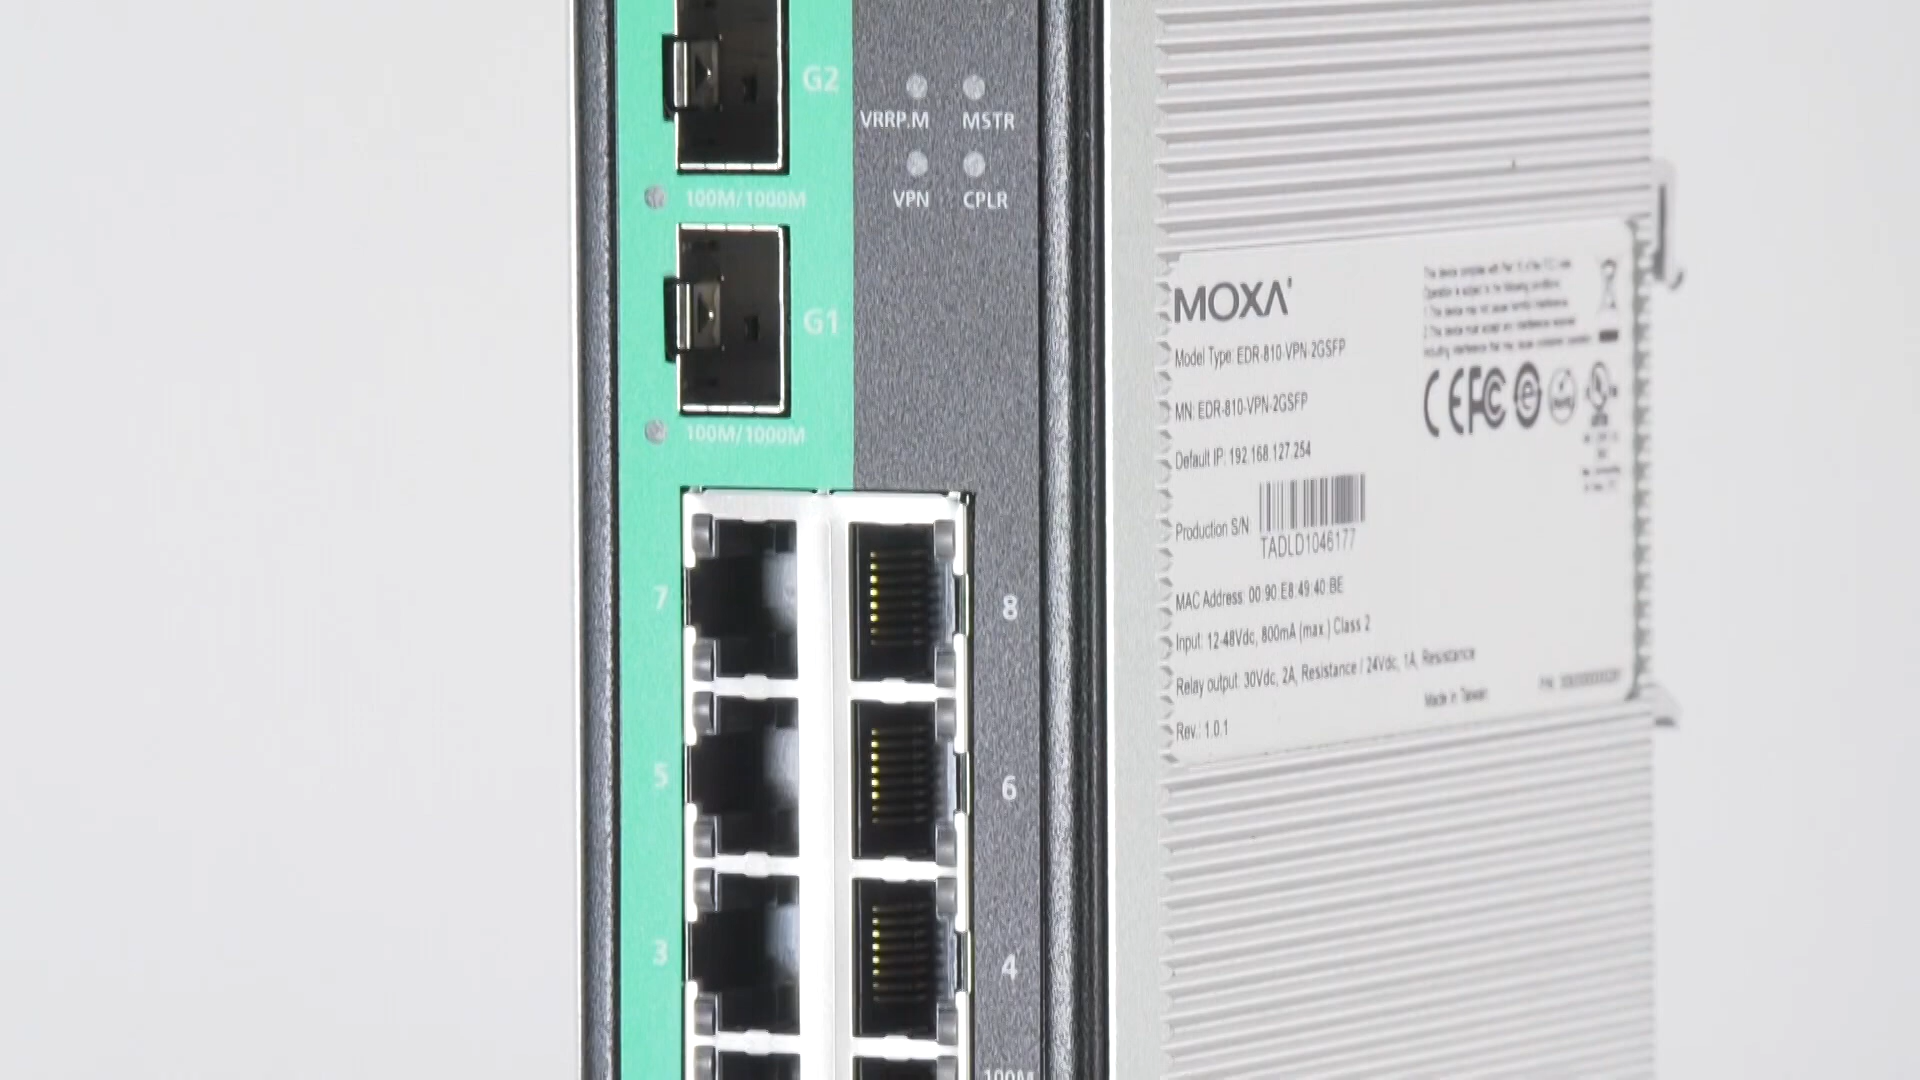 G2
VRRP.M MSTR
100M/1000M
VPN CPLR
G1
100M/1000M
7
8
5
6
3
4
100M
MOXA
Model Type: EDR-810-VPN-2GSFP
MN: EDR-810-VPN-2GSFP
Default IP: 192.168.127.254
Production S/N
TADLD1046177
MAC Address: 00:90:E8:49:40:BE
Input: 12-48Vdc, 800mA (max.) Class 2
Relay output: 30Vdc, 2A, Resistance / 24Vdc, 1A, Resistance
Rev.: 1.0.1
Made in Taiwan
CE FC